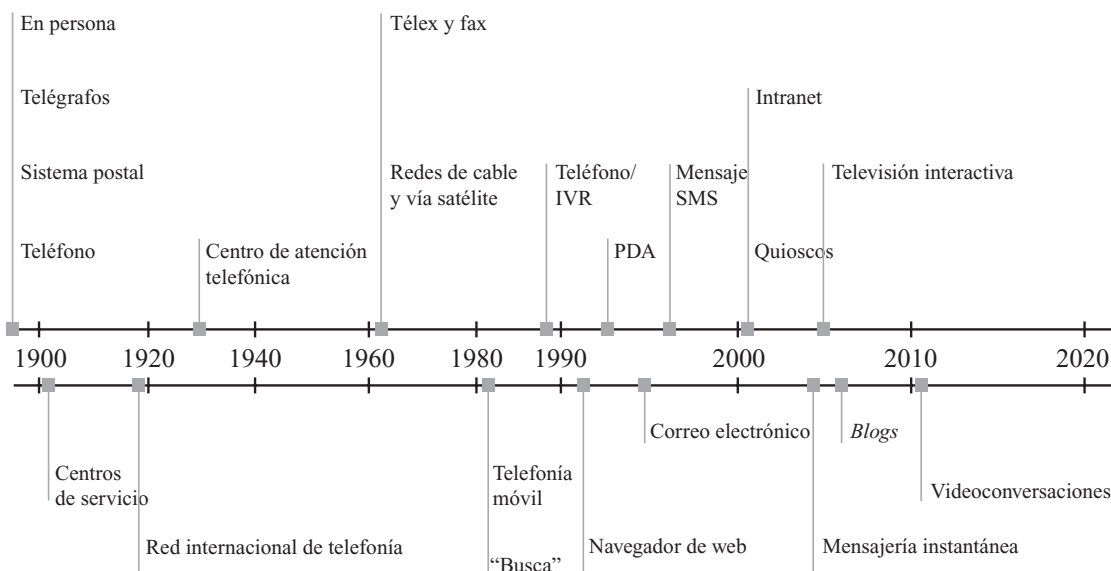 En persona
Télex y fax
Telégrafos
Intranet
Sistema postal
Redes de cable
y vía satélite
Teléfono/
IVR
Mensaje
SMS
Televisión interactiva
Teléfono
Centro de atención
telefónica
PDA
Quioscos
1900 1920 1940 1960 1980 1990 2000 2010 2020
Correo electrónico
Blogs
Centros
de servicio
Telefonía
móvil
Videoconversaciones
Red internacional de telefonía
"Busca"
Navegador de web
Mensajería instantánea